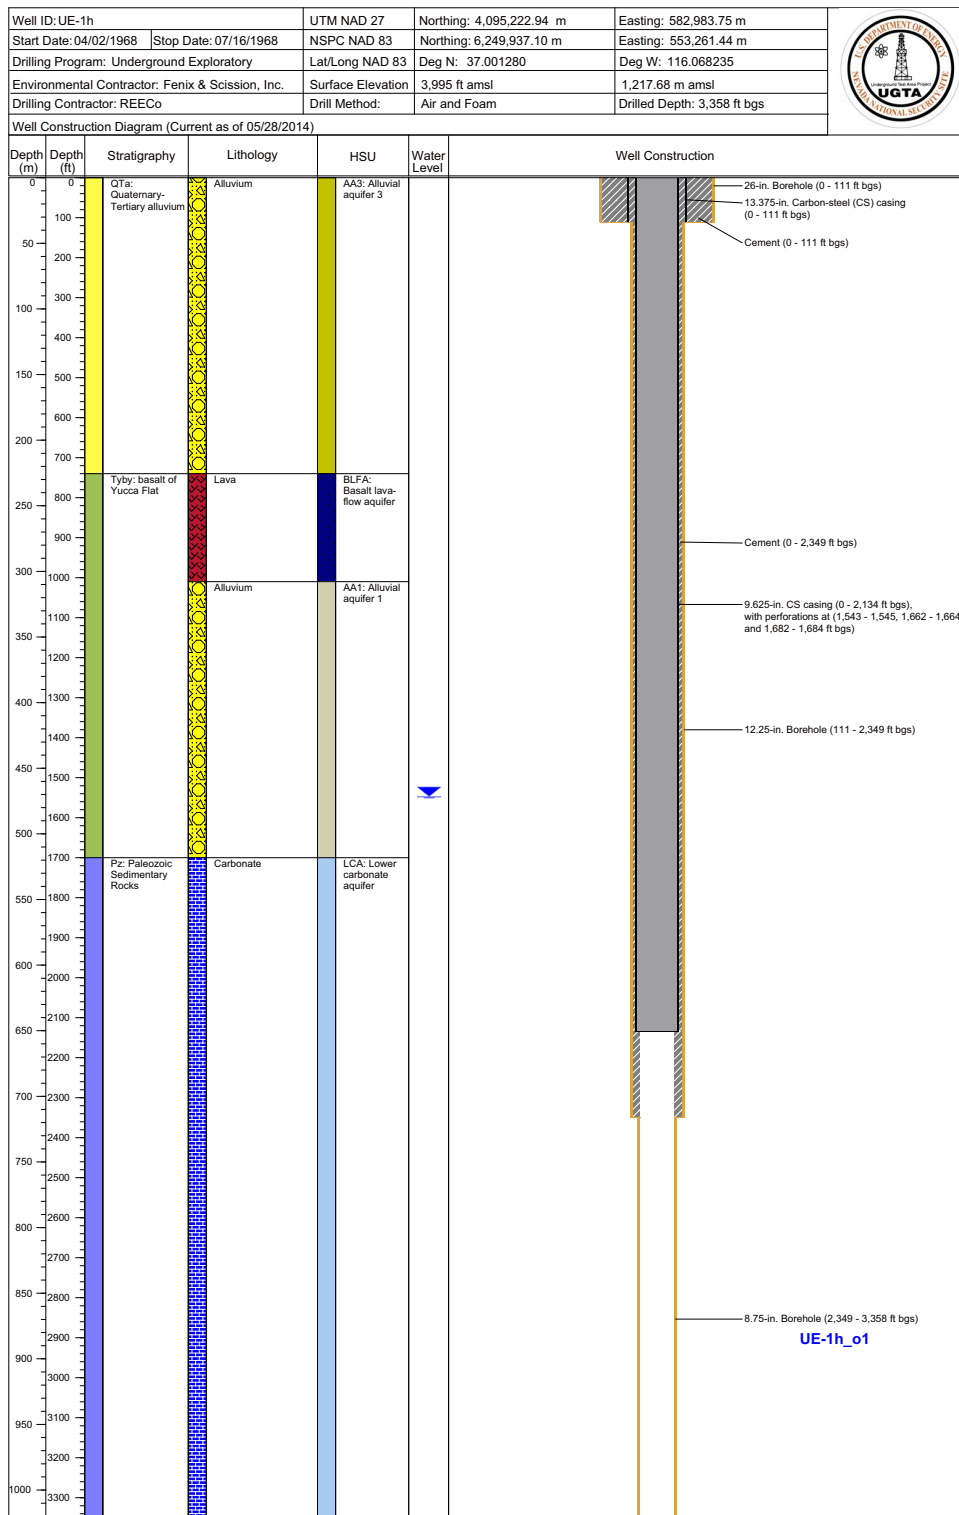 Well ID: UE-1h UTM NAD 27 Northing: 4,095,222.94 m Easting: 582,983.75 m
Start Date: 04/02/1968 Stop Date: 07/16/1968 NSPC NAD 83 Northing: 6,249,937.10 m Easting: 553,261.44 m
Drilling Program: Underground Exploratory Lat/Long NAD 83 Deg N: 37.001280 Deg W: 116.068235
Environmental Contractor: Fenix & Scission, Inc. Surface Elevation 3,995 ft amsl 1,217.68 m amsl
Drilling Contractor: REECo Drill Method: Air and Foam Drilled Depth: 3,358 ft bgs
Well Construction Diagram (Current as of 05/28/2014)
U.S. DEPARTMENT OF ENERGY
Underground Test Area Project
UGTA
NEVADA NATIONAL SECURITY SITE
Depth (m) Depth (ft) Stratigraphy Lithology HSU Water Level Well Construction
0 0 QTa: Alluvium AA3: Alluvial 26-in. Borehole (0 - 111 ft bgs)
Quaternary- aquifer 3
Tertiary alluvium 13.375-in. Carbon-steel (CS) casing
100 (0 - 111 ft bgs)
50 Cement (0 - 111 ft bgs)
200
300
100
400
150
500
600
200
700
Tyby: basalt of Lava BLFA:
Yucca Flat Basalt lava-
800 flow aquifer
250
900 Cement (0 - 2,349 ft bgs)
300
1000
Alluvium AA1: Alluvial
aquifer 1
9.625-in. CS casing (0 - 2,134 ft bgs),
1100 with perforations at (1,543 - 1,545, 1,662 - 1,664
and 1,682 - 1,684 ft bgs)
350
1200
1300
400
12.25-in. Borehole (111 - 2,349 ft bgs)
1400
450
1500
1600
500
1700
Pz: Paleozoic Carbonate LCA: Lower
Sedimentary carbonate
Rocks aquifer
1800
550
1900
600
2000
2100
650
2200
700
2300
2400
750
2500
2600
800
2700
850
2800
8.75-in. Borehole (2,349 - 3,358 ft bgs)
2900 UE-1h_o1
900
3000
3100
950
3200
1000
3300